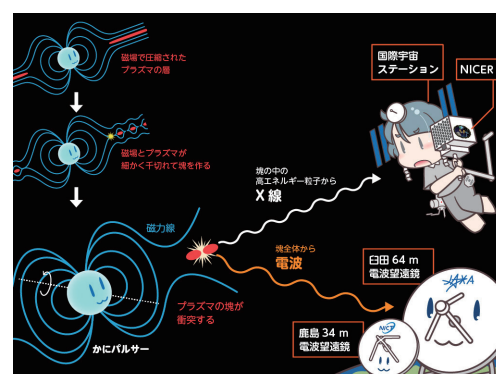 磁場で圧縮された
プラズマの層
磁場とプラズマが
細かく千切れて塊を作る
磁力線
プラズマの塊が
衝突する
かにパルサー
塊の中の
高エネルギー粒子から
X 線
塊全体から
電波
国際宇宙
ステーション
NICER
臼田 64 m
電波望遠鏡
JAXA
鹿島 34 m
電波望遠鏡
NICT